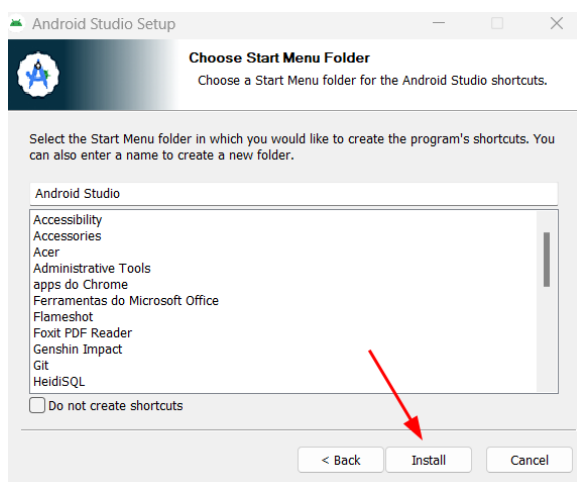 Android Studio Setup
Choose Start Menu Folder
Choose a Start Menu folder for the Android Studio shortcuts.
Select the Start Menu folder in which you would like to create the program's shortcuts. You
can also enter a name to create a new folder.
Android Studio
Accessibility
Accessories
Acer
Administrative Tools
apps do Chrome
Ferramentas do Microsoft Office
Flameshot
Foxit PDF Reader
Genshin Impact
Git
HeidiSQL
Do not create shortcuts
< Back Install Cancel